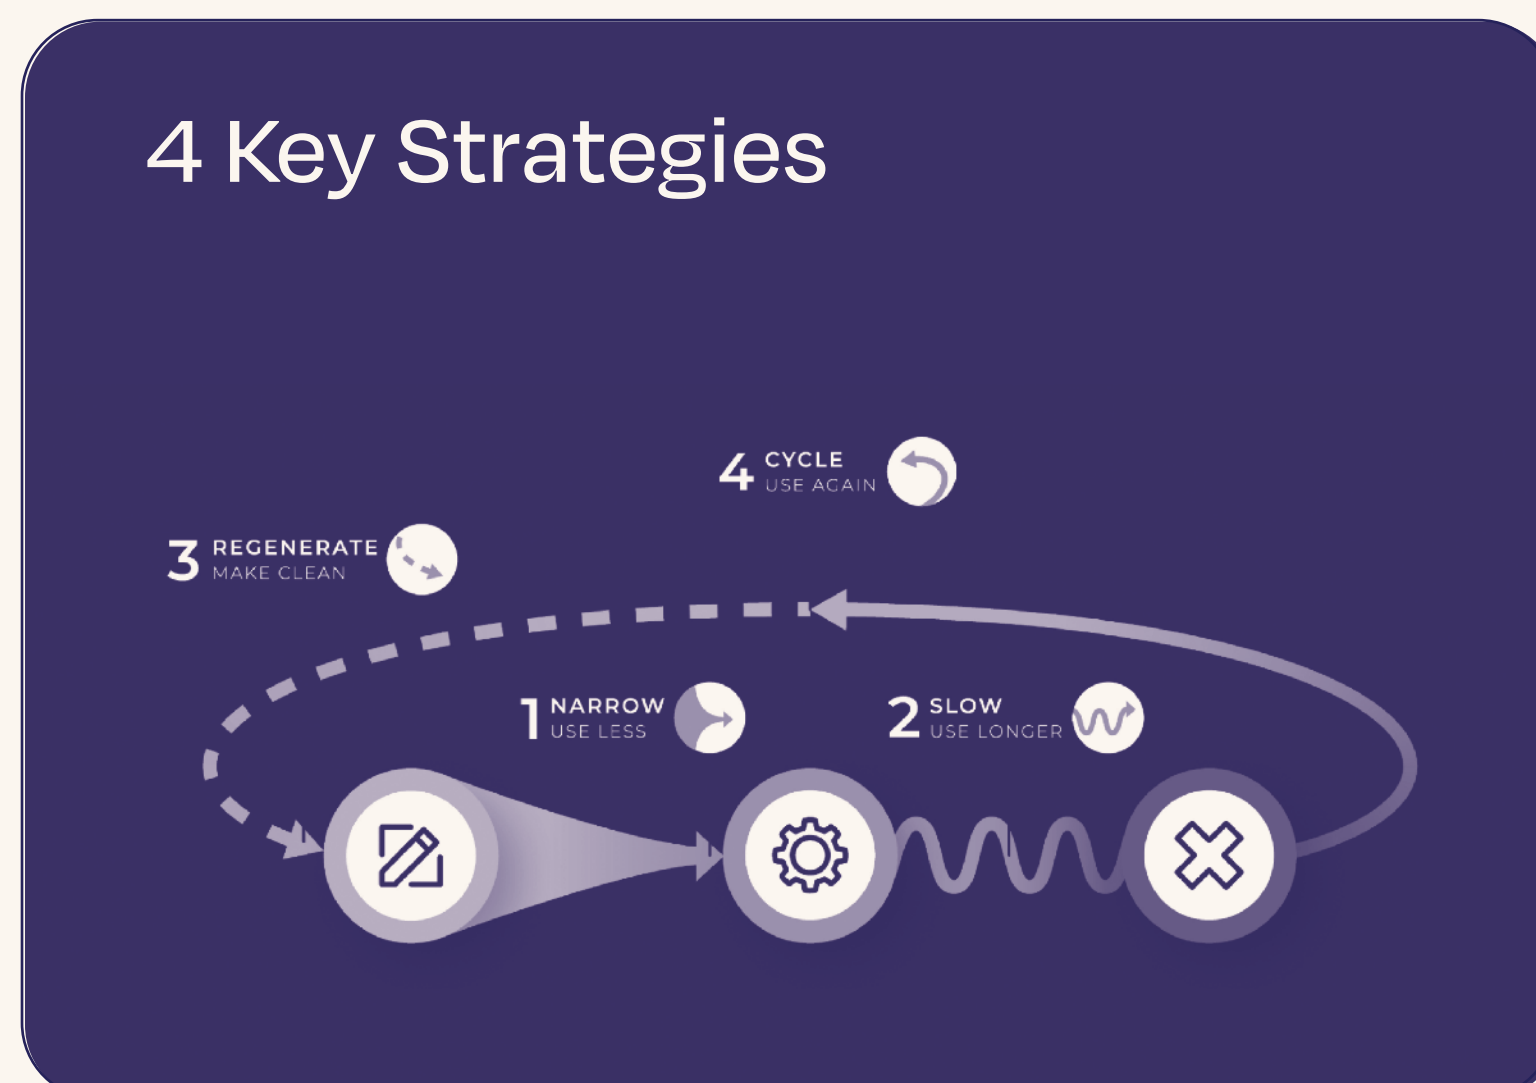 4 Key Strategies
4 CYCLE
USE AGAIN
3 REGENERATE
MAKE CLEAN
1 NARROW
USE LESS
2 SLOW
USE LONGER